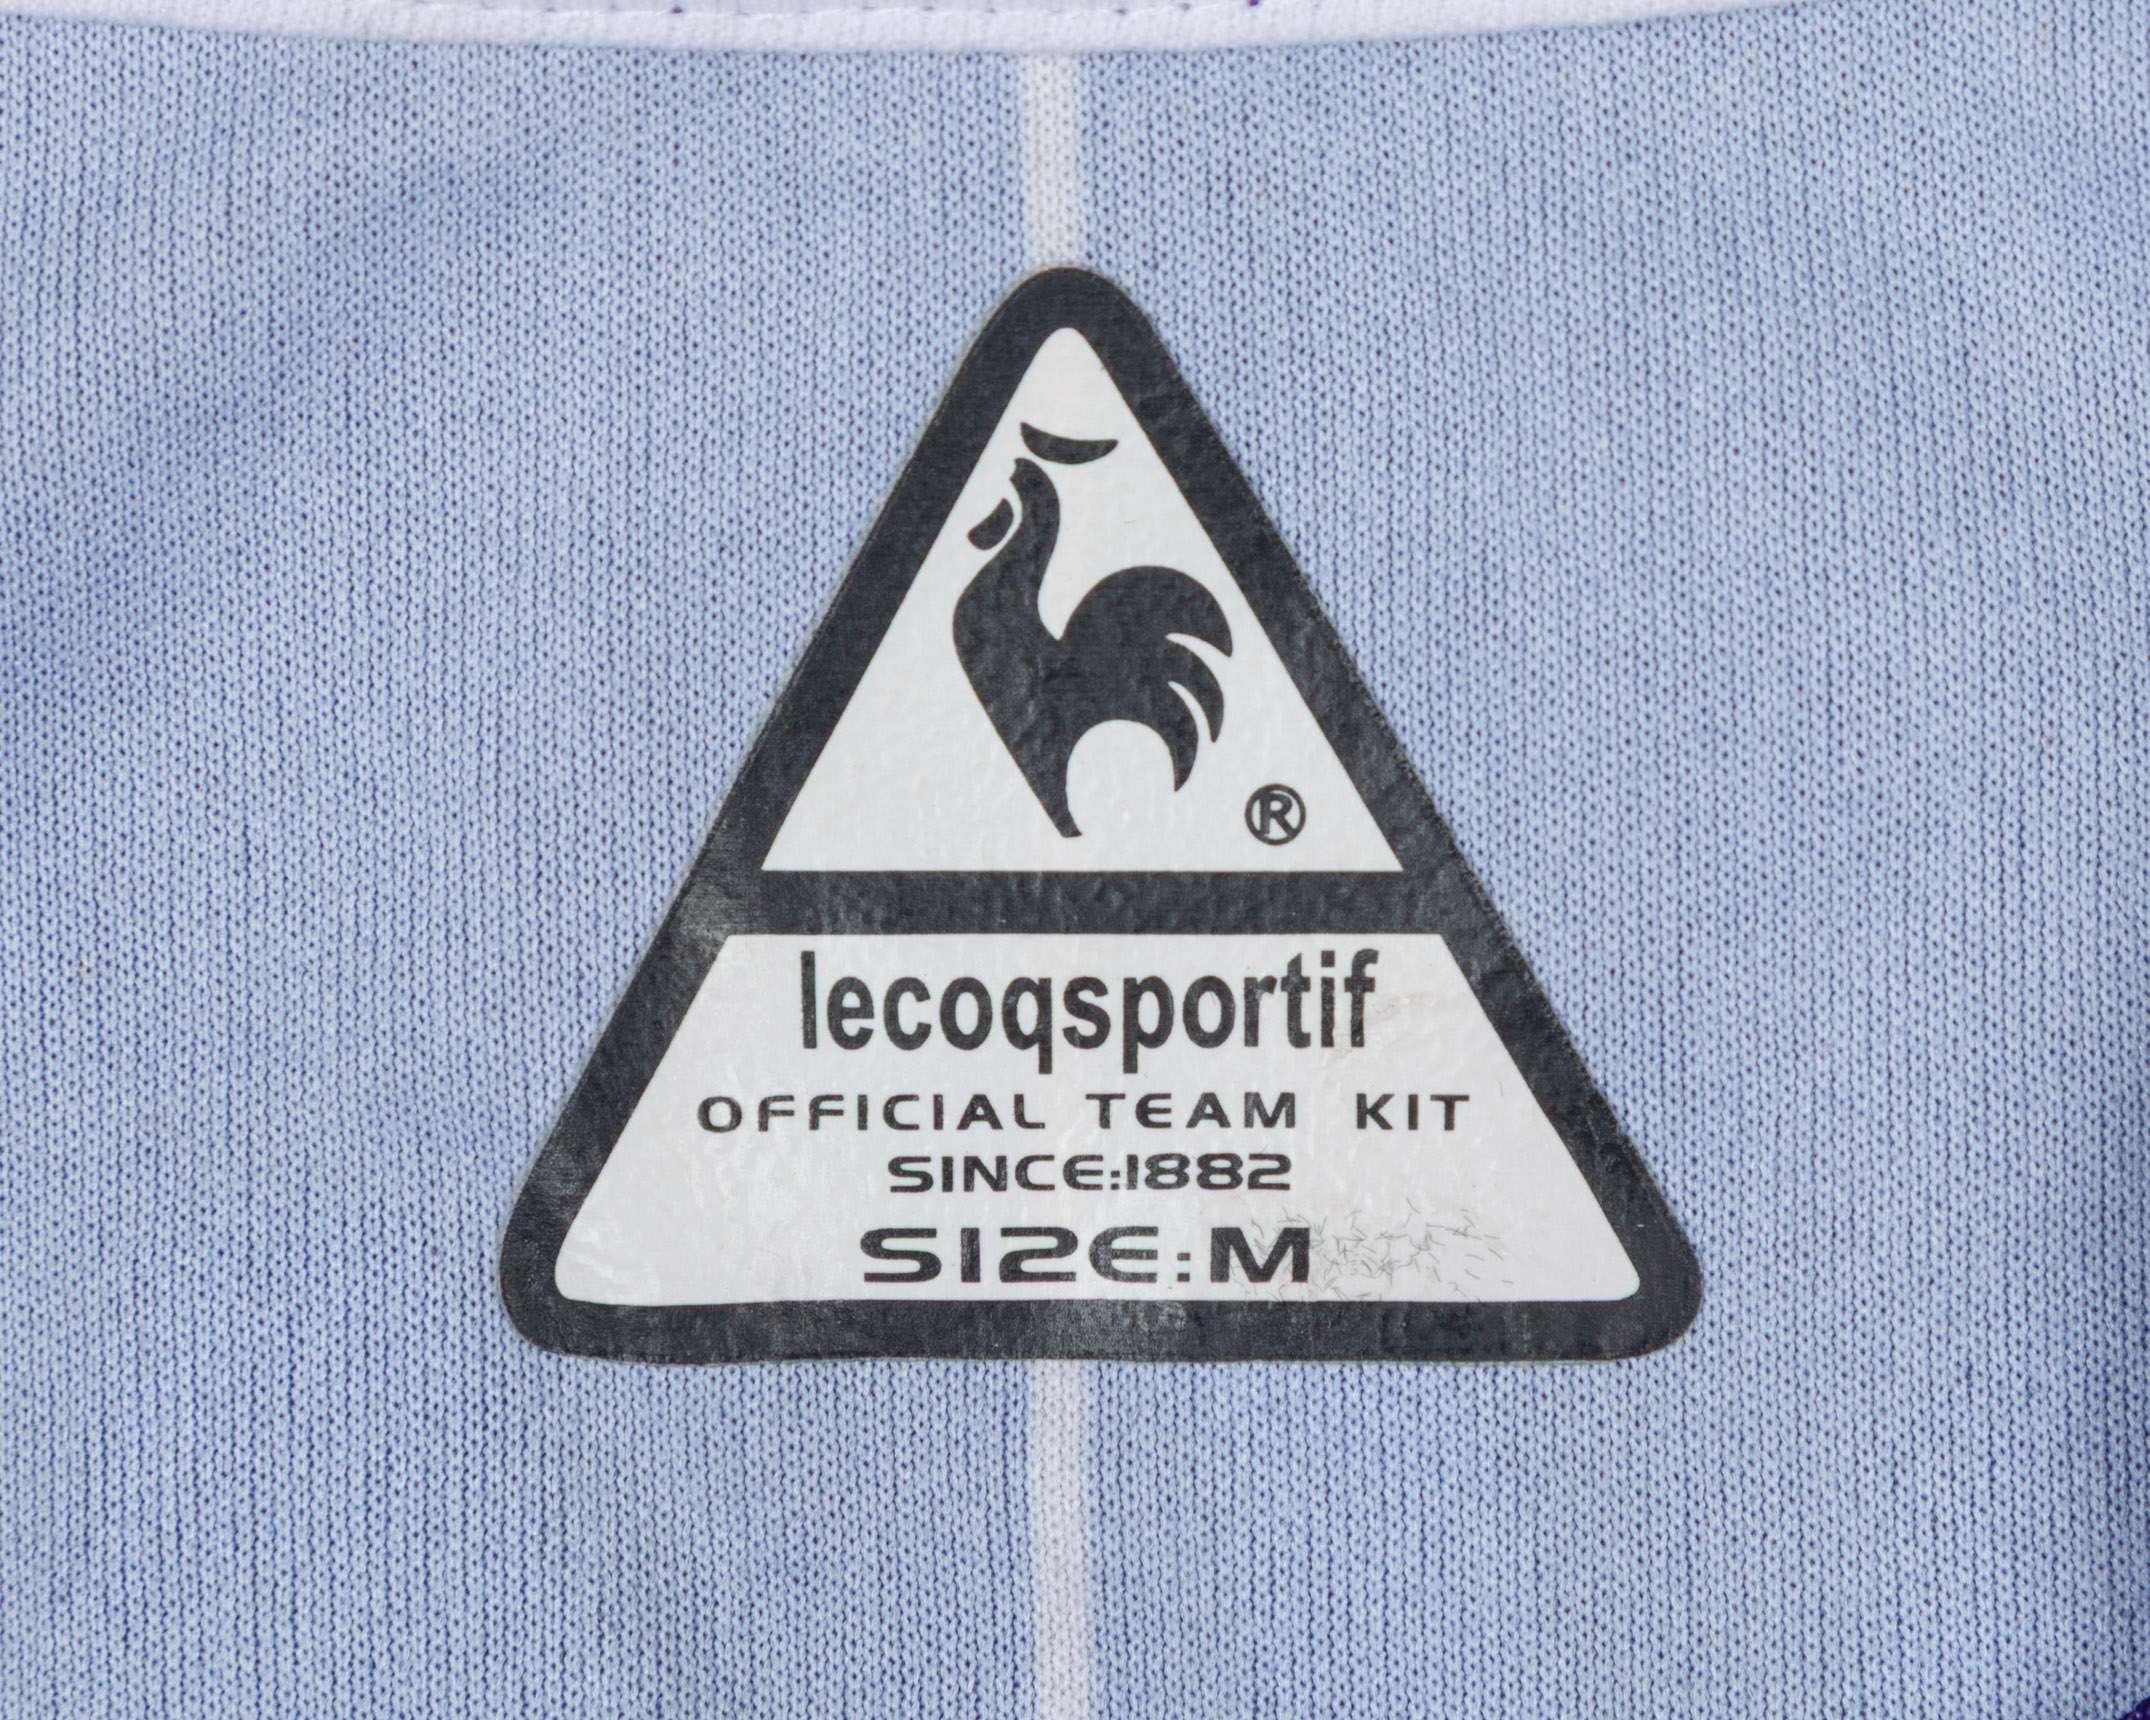 ®
lecoqsportif
OFFICIAL TEAM KIT
SINCE:1882
SIZE:M